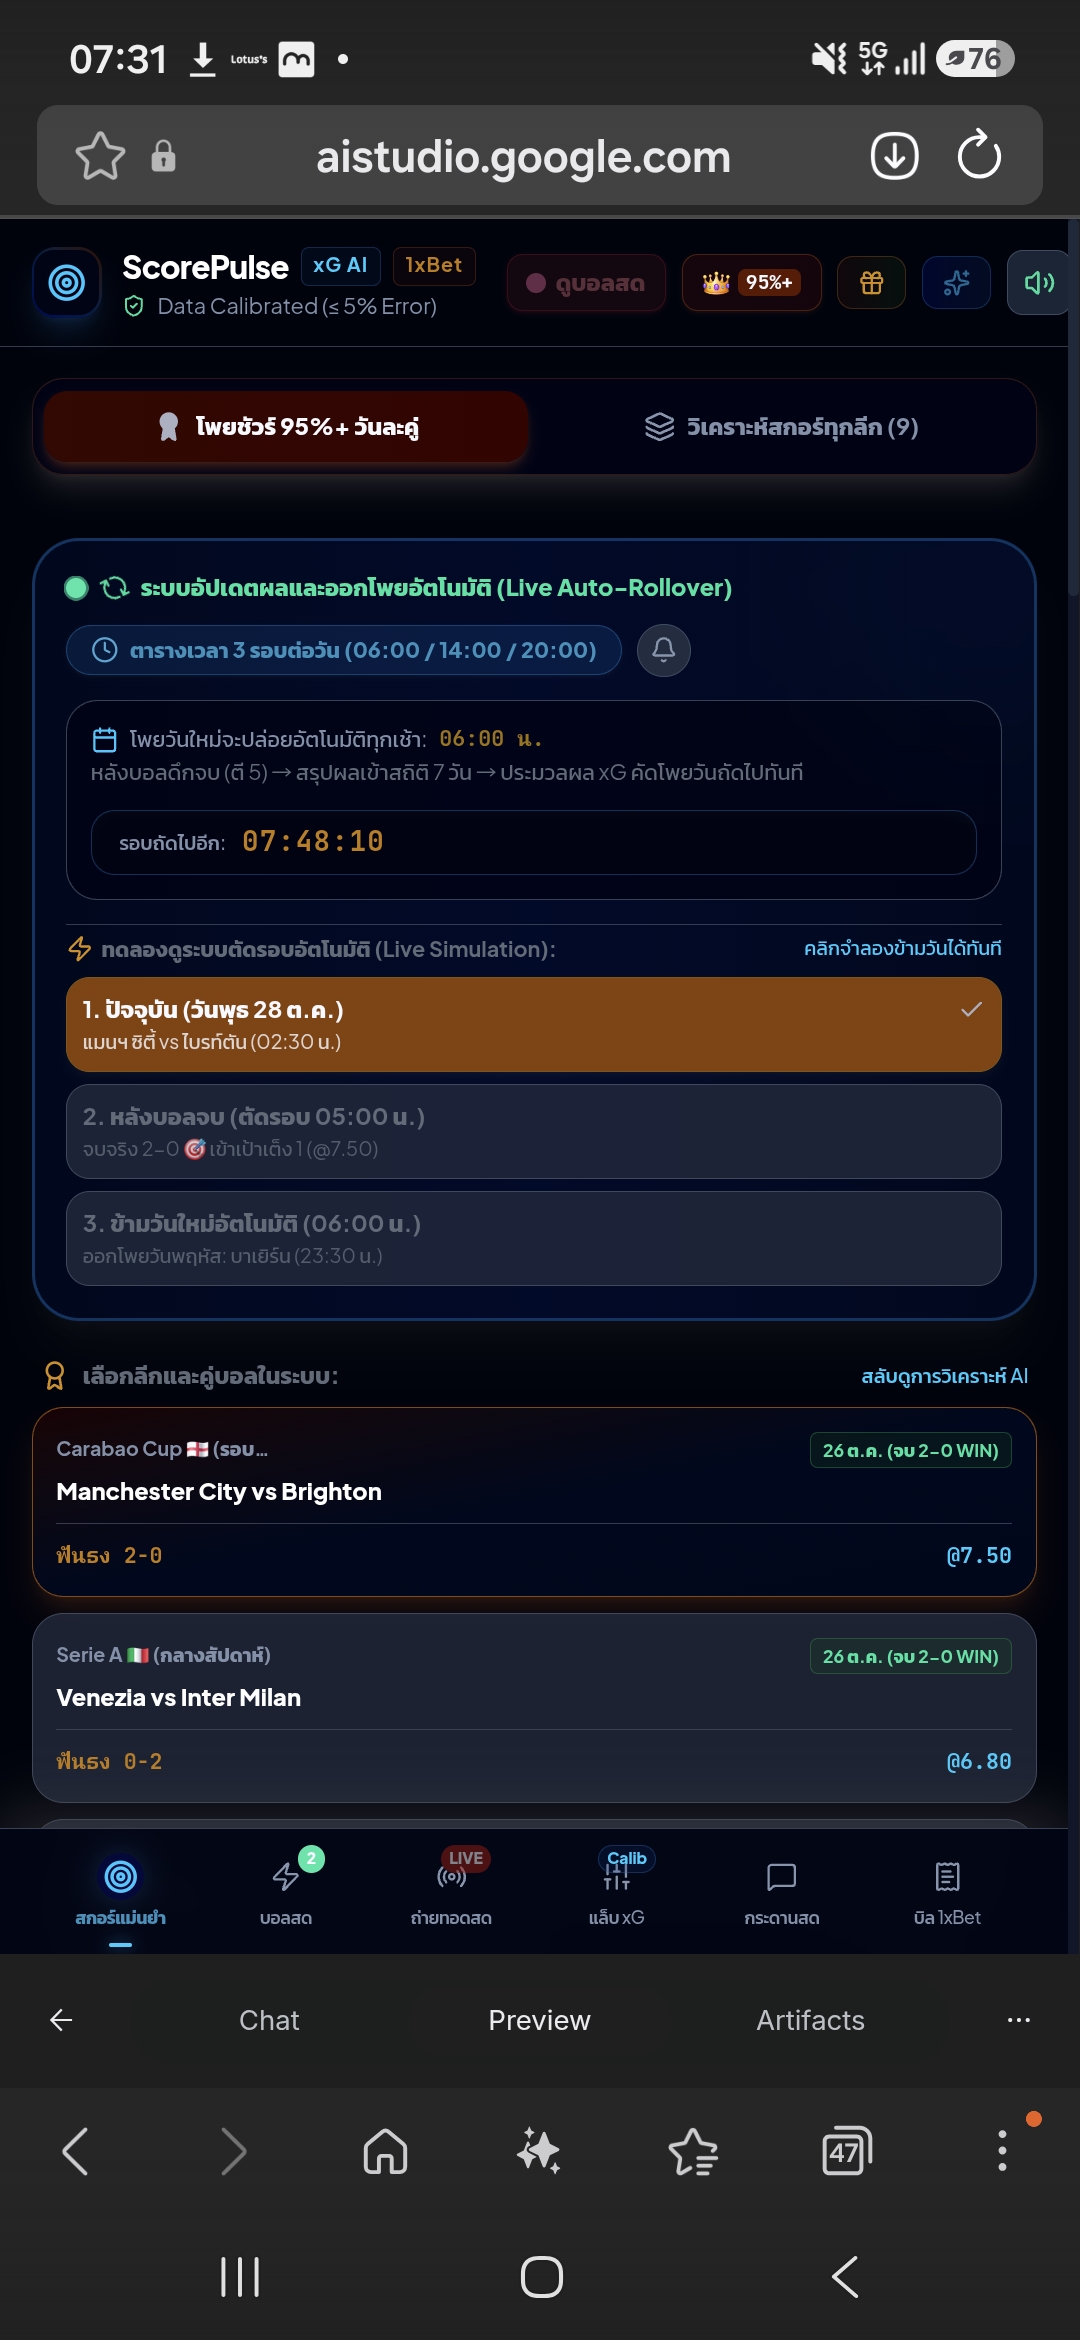 07:31 Lotus's 5G 76
aistudio.google.com
ScorePulse xG AI 1xBet
Data Calibrated (≤ 5% Error)
ดูบอลสด 95%+
โพยชัวร์ 95%+ วันละคู่
วิเคราะห์สกอร์ทุกลีก (9)
ระบบอัปเดตผลและออกโพยอัตโนมัติ (Live Auto-Rollover)
ตารางเวลา 3 รอบต่อวัน (06:00 / 14:00 / 20:00)
โพยวันใหม่จะปล่อยอัตโนมัติทุกเช้า: 06:00 น.
หลังบอลดึกจบ (ตี 5) → สรุปผลเข้าสถิติ 7 วัน → ประมวลผล xG คัดโพยวันถัดไปทันที
รอบถัดไปอีก: 07:48:10
ทดลองดูระบบตัดรอบอัตโนมัติ (Live Simulation): คลิกจำลองข้ามวันได้ทันที
1. ปัจจุบัน (วันพุธ 28 ต.ค.)
แมนฯ ซิตี้ vs ไบรท์ตัน (02:30 น.)
2. หลังบอลจบ (ตัดรอบ 05:00 น.)
จบจริง 2-0 🎯 เข้าเป้าเต็ง 1 (@7.50)
3. ข้ามวันใหม่อัตโนมัติ (06:00 น.)
ออกโพยวันพฤหัส: บาเยิร์น (23:30 น.)
เลือกลีกและคู่บอลในระบบ: สลับดูการวิเคราะห์ AI
Carabao Cup 🏴󠁧󠁢󠁥󠁮󠁧󠁿 (รอบ... 26 ต.ค. (จบ 2-0 WIN)
Manchester City vs Brighton
ฟันธง 2-0 @7.50
Serie A 🇮🇹 (กลางสัปดาห์) 26 ต.ค. (จบ 2-0 WIN)
Venezia vs Inter Milan
ฟันธง 0-2 @6.80
2 LIVE Calib
สกอร์แม่นยำ บอลสด ถ่ายทอดสด แล็บ xG กระดานสด บิล 1xBet
Chat Preview Artifacts
47